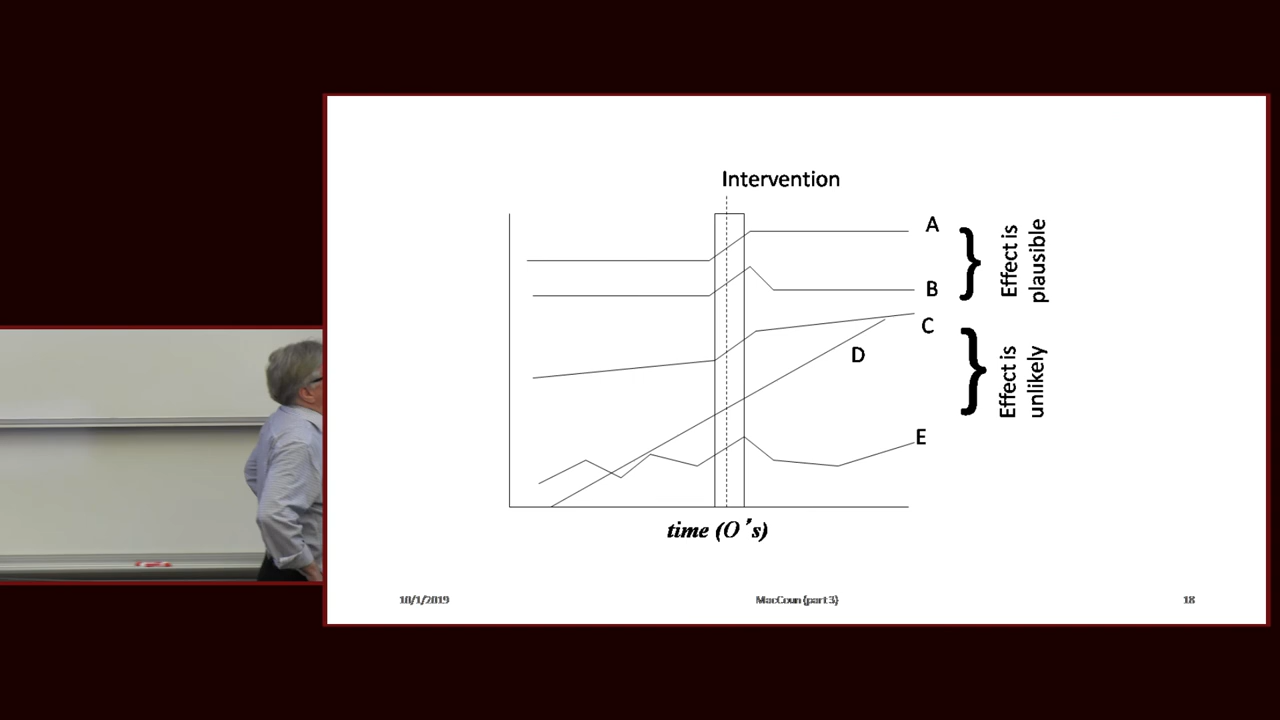 Intervention
A
B
C
D
E
Effect is
plausible
Effect is
unlikely
time (O's)
10/1/2019
MacCoun (part 3)
18